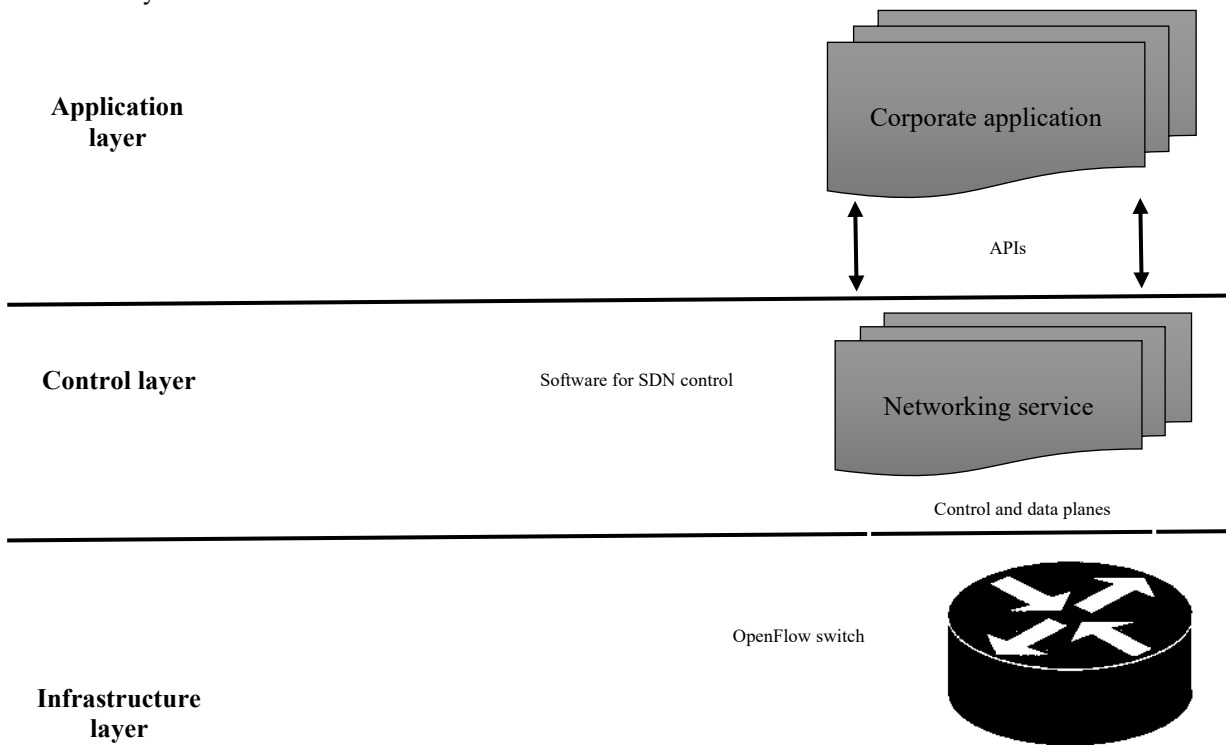 Application
layer
Corporate application
APIs
Control layer
Software for SDN control
Networking service
Control and data planes
OpenFlow switch
Infrastructure
layer